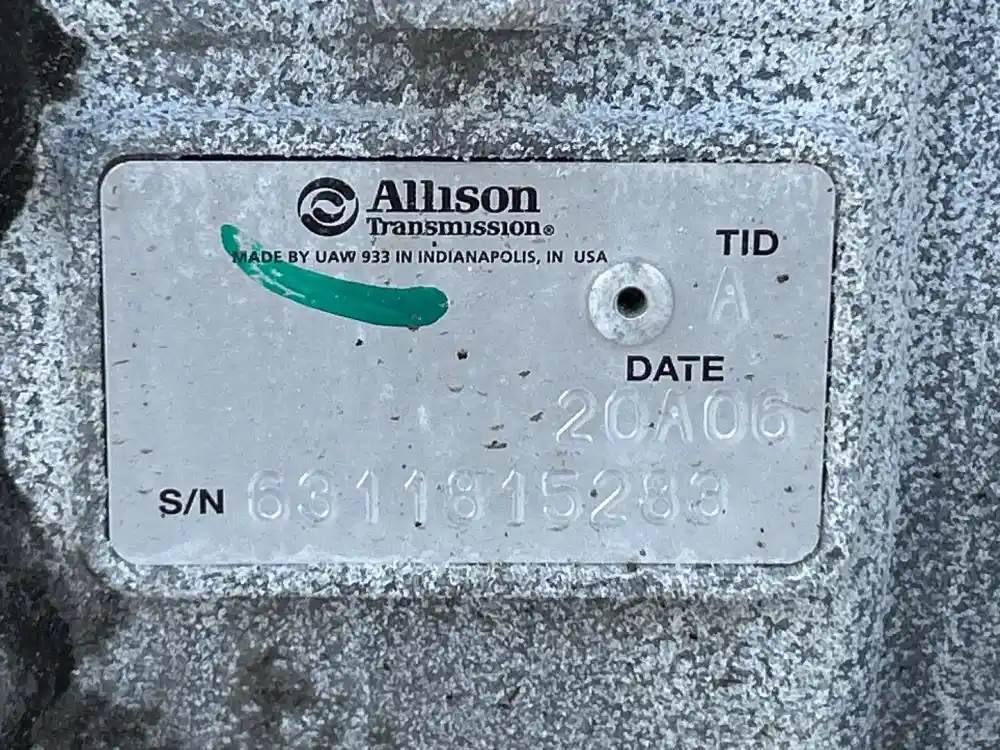 Allison
Transmission®
MADE BY UAW 933 IN INDIANAPOLIS, IN USA
TID
A
DATE
20A06
S/N 6311815283